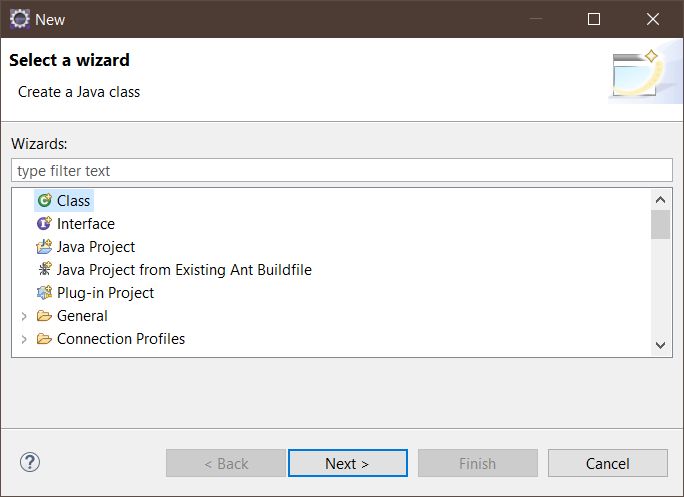 New
Select a wizard
Create a Java class
Wizards:
type filter text
Class
Interface
Java Project
Java Project from Existing Ant Buildfile
Plug-in Project
General
Connection Profiles
< Back
Next >
Finish
Cancel